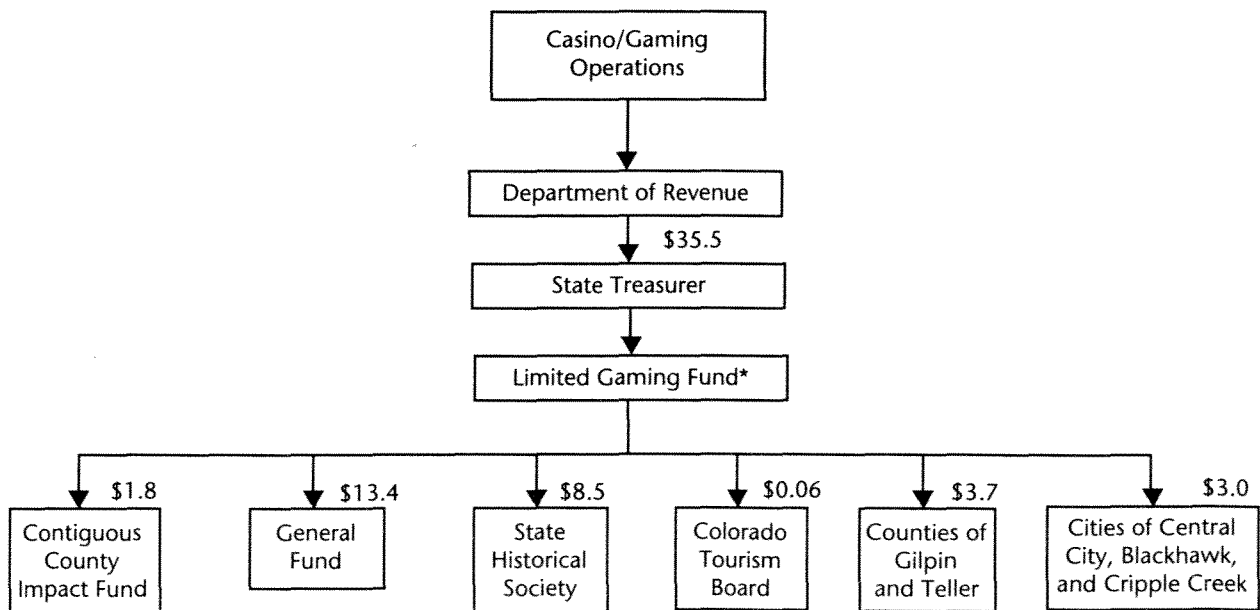 Casino/Gaming
Operations
Department of Revenue
$35.5
State Treasurer
Limited Gaming Fund*
$1.8
Contiguous
County
Impact Fund
$13.4
General
Fund
$8.5
State
Historical
Society
$0.06
Colorado
Tourism
Board
$3.7
Counties of
Gilpin
and Teller
$3.0
Cities of Central
City, Blackhawk,
and Cripple Creek